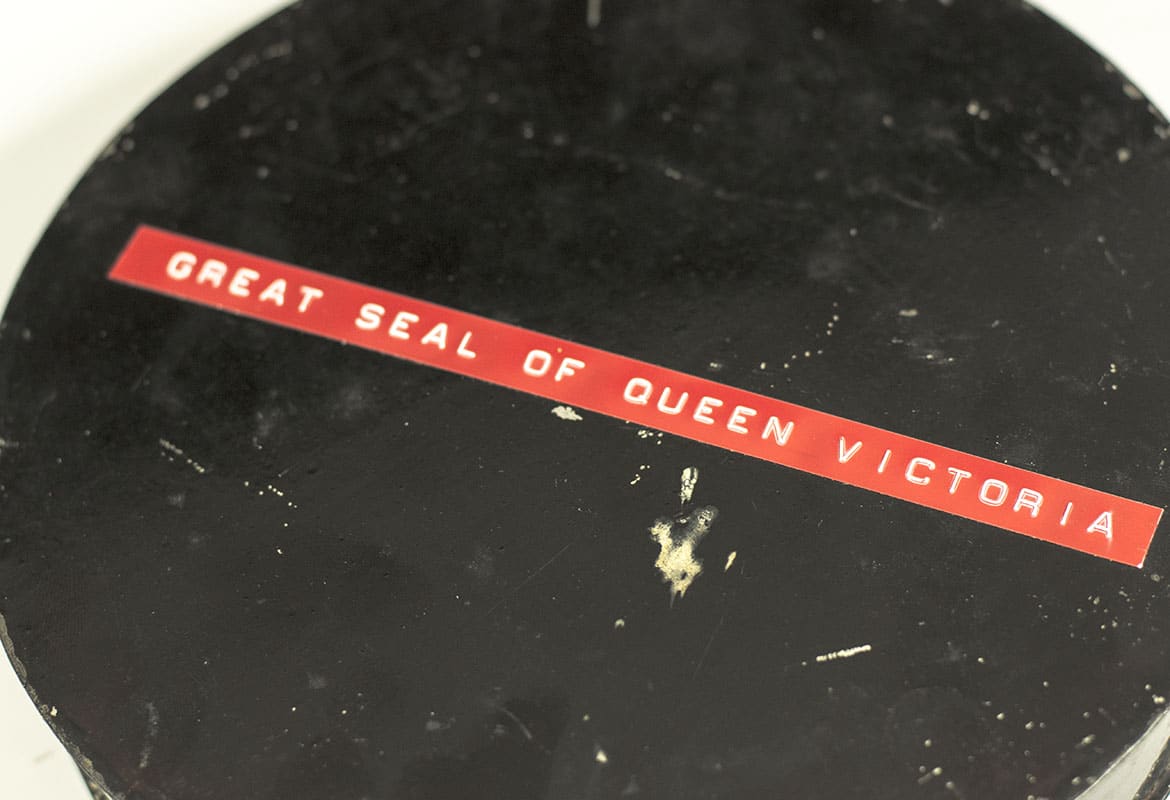 GREAT SEAL OF QUEEN VICTORIA